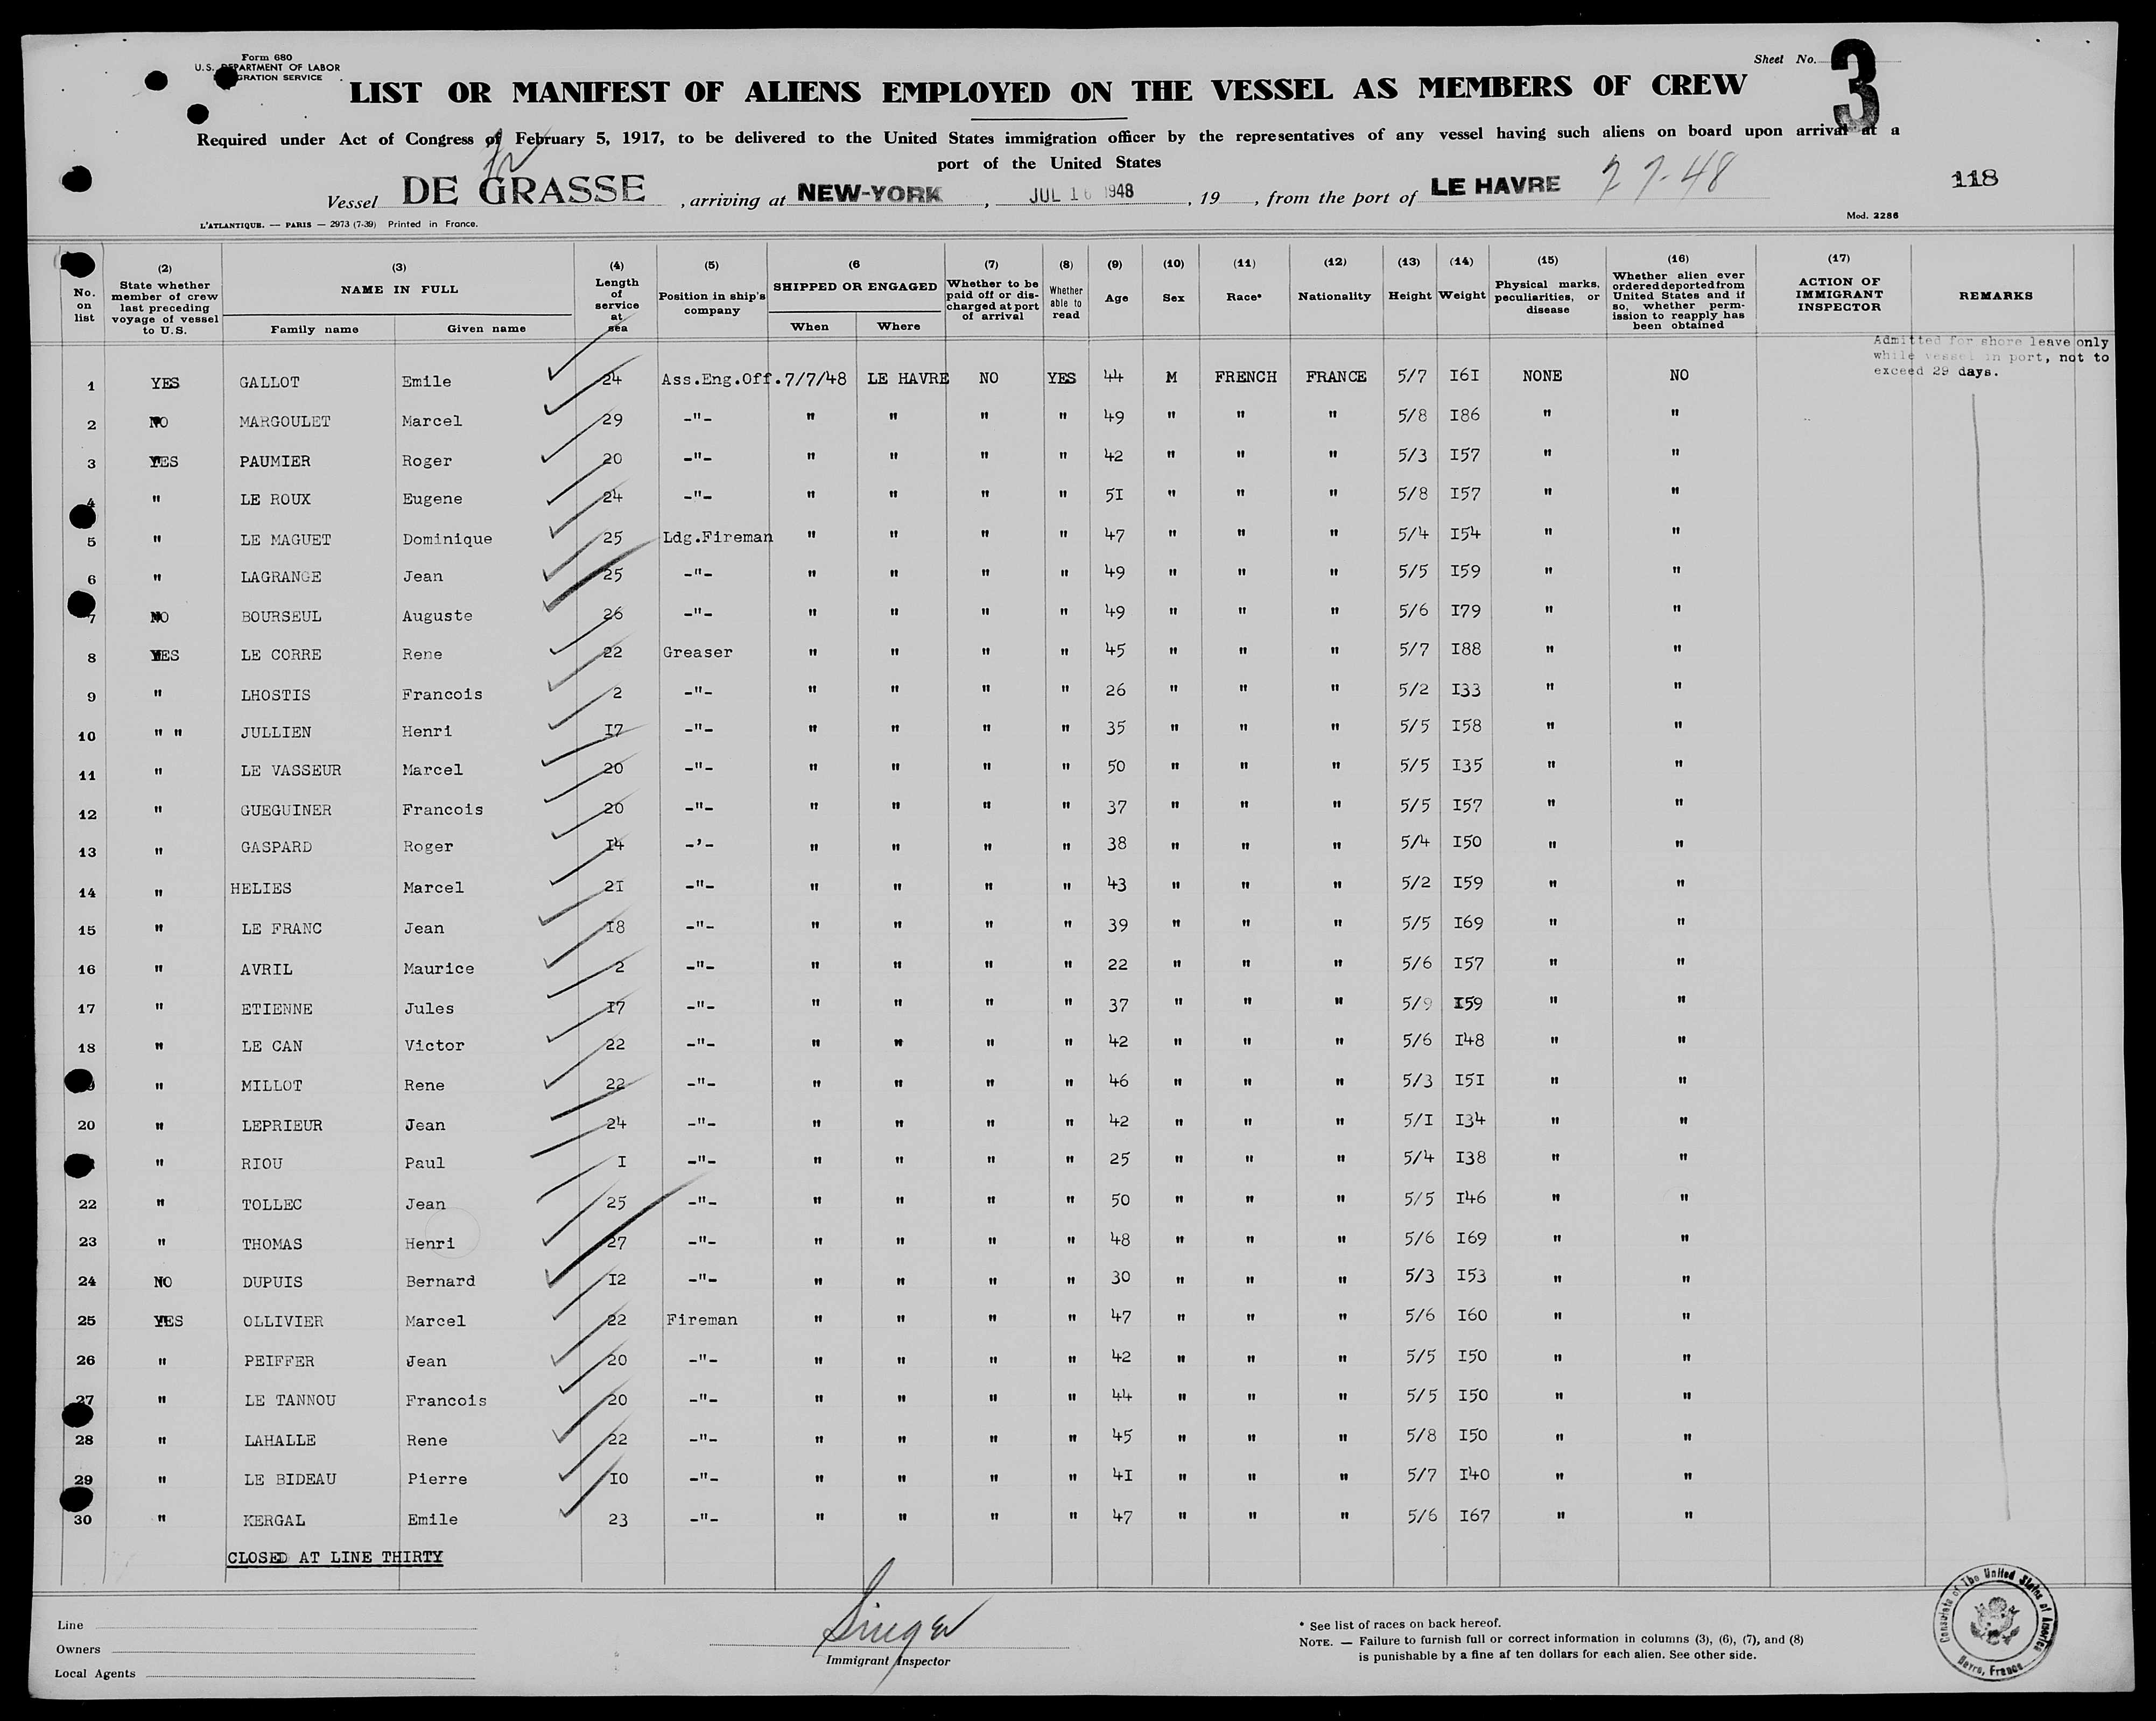 Form 680
U.S. DEPARTMENT OF LABOR
IMMIGRATION SERVICE
Sheet No. 3
LIST OR MANIFEST OF ALIENS EMPLOYED ON THE VESSEL AS MEMBERS OF CREW
Required under Act of Congress of February 5, 1917, to be delivered to the United States immigration officer by the representatives of any vessel having such aliens on board upon arrival at a
port of the United States
Vessel DE GRASSE , arriving at NEW-YORK , JUL 16 1948 , 19 , from the port of LE HAVRE 7-7-48 118
L'ATLANTIQUE. — PARIS — 2973 (7-39) Printed in France. Mod. 2286
No. on list (2) State whether member of crew last preceding voyage of vessel to U.S. (3) NAME IN FULL Family name Given name (4) Length of service at sea (5) Position in ship's company (6 SHIPPED OR ENGAGED When Where (7) Whether to be paid off or dis-charged at port of arrival (8) Whether able to read (9) Age (10) Sex (11) Race* (12) Nationality (13) Height (14) Weight (15) Physical marks, peculiarities, or disease (16) Whether alien ever ordered deported from United States and if so, whether perm-ission to reapply has been obtained (17) ACTION OF IMMIGRANT INSPECTOR REMARKS
Admitted for shore leave only
while vessel in port, not to
exceed 29 days.
1 YES GALLOT Emile 24 Ass.Eng.Off. 7/7/48 LE HAVRE NO YES 44 M FRENCH FRANCE 5/7 I6I NONE NO
2 NO MARGOULET Marcel 29 -"- " " " " 49 " " " 5/8 I86 " "
3 YES PAUMIER Roger 20 -"- " " " " 42 " " " 5/3 I57 " "
4 " LE ROUX Eugene 24 -"- " " " " 5I " " " 5/8 I57 " "
5 " LE MAGUET Dominique 25 Ldg.Fireman " " " " 47 " " " 5/4 I54 " "
6 " LAGRANGE Jean 25 -"- " " " " 49 " " " 5/5 I59 " "
7 NO BOURSEUL Auguste 26 -"- " " " " 49 " " " 5/6 I79 " "
8 YES LE CORRE Rene 22 Greaser " " " " 45 " " " 5/7 I88 " "
9 " LHOSTIS Francois 2 -"- " " " " 26 " " " 5/2 I33 " "
10 " " JULLIEN Henri I7 -"- " " " " 35 " " " 5/5 I58 " "
11 " LE VASSEUR Marcel 20 -"- " " " " 50 " " " 5/5 I35 " "
12 " GUEGUINER Francois 20 -"- " " " " 37 " " " 5/5 I57 " "
13 " GASPARD Roger I4 -'- " " " " 38 " " " 5/4 I50 " "
14 " HELIES Marcel 2I -"- " " " " 43 " " " 5/2 I59 " "
15 " LE FRANC Jean I8 -"- " " " " 39 " " " 5/5 I69 " "
16 " AVRIL Maurice 2 -"- " " " " 22 " " " 5/6 I57 " "
17 " ETIENNE Jules I7 -"- " " " " 37 " " " 5/9 I59 " "
18 " LE CAN Victor 22 -"- " " " " 42 " " " 5/6 I48 " "
" MILLOT Rene 22 -"- " " " " 46 " " " 5/3 I5I " "
20 " LEPRIEUR Jean 24 -"- " " " " 42 " " " 5/I I34 " "
" RIOU Paul I -"- " " " " 25 " " " 5/4 I38 " "
22 " TOLLEC Jean 25 -"- " " " " 50 " " " 5/5 I46 " "
23 " THOMAS Henri 27 -"- " " " " 48 " " " 5/6 I69 " "
24 NO DUPUIS Bernard I2 -"- " " " " 30 " " " 5/3 I53 " "
25 YES OLLIVIER Marcel 22 Fireman " " " " 47 " " " 5/6 I60 " "
26 " PEIFFER Jean 20 -"- " " " " 42 " " " 5/5 I50 " "
27 " LE TANNOU Francois 20 -"- " " " " 44 " " " 5/5 I50 " "
28 " LAHALLE Rene 22 -"- " " " " 45 " " " 5/8 I50 " "
29 " LE BIDEAU Pierre I0 -"- " " " " 4I " " " 5/7 I40 " "
30 " KERGAL Emile 23 -"- " " " " 47 " " " 5/6 I67 " "
CLOSED AT LINE THIRTY
Line
Owners
Local Agents
Singer
Immigrant Inspector
* See list of races on back hereof.
NOTE. — Failure to furnish full or correct information in columns (3), (6), (7), and (8)
is punishable by a fine af ten dollars for each alien. See other side.
Consulate of The United States of America
Havre, France